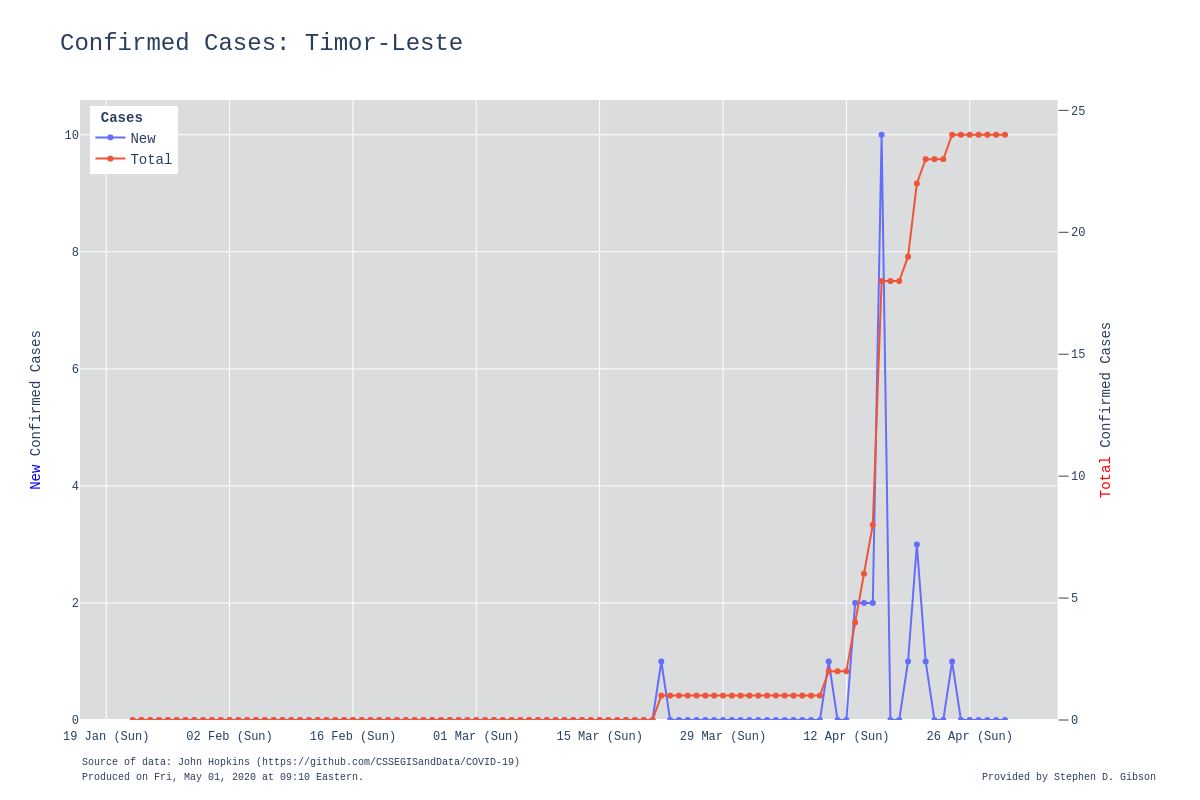 Confirmed Cases: Timor-Leste
Cases
New
Total
10
8
6
4
2
0
25
20
15
10
5
0
New Confirmed Cases
Total Confirmed Cases
19 Jan (Sun) 02 Feb (Sun) 16 Feb (Sun) 01 Mar (Sun) 15 Mar (Sun) 29 Mar (Sun) 12 Apr (Sun) 26 Apr (Sun)
Source of data: John Hopkins (https://github.com/CSSEGISandData/COVID-19)
Produced on Fri, May 01, 2020 at 09:10 Eastern.
Provided by Stephen D. Gibson